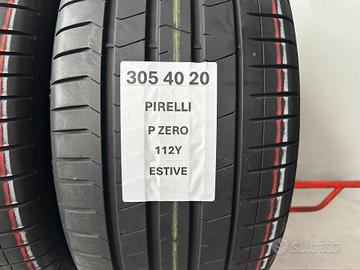 305 40 20
PIRELLI
P ZERO
112Y
ESTIVE
subito